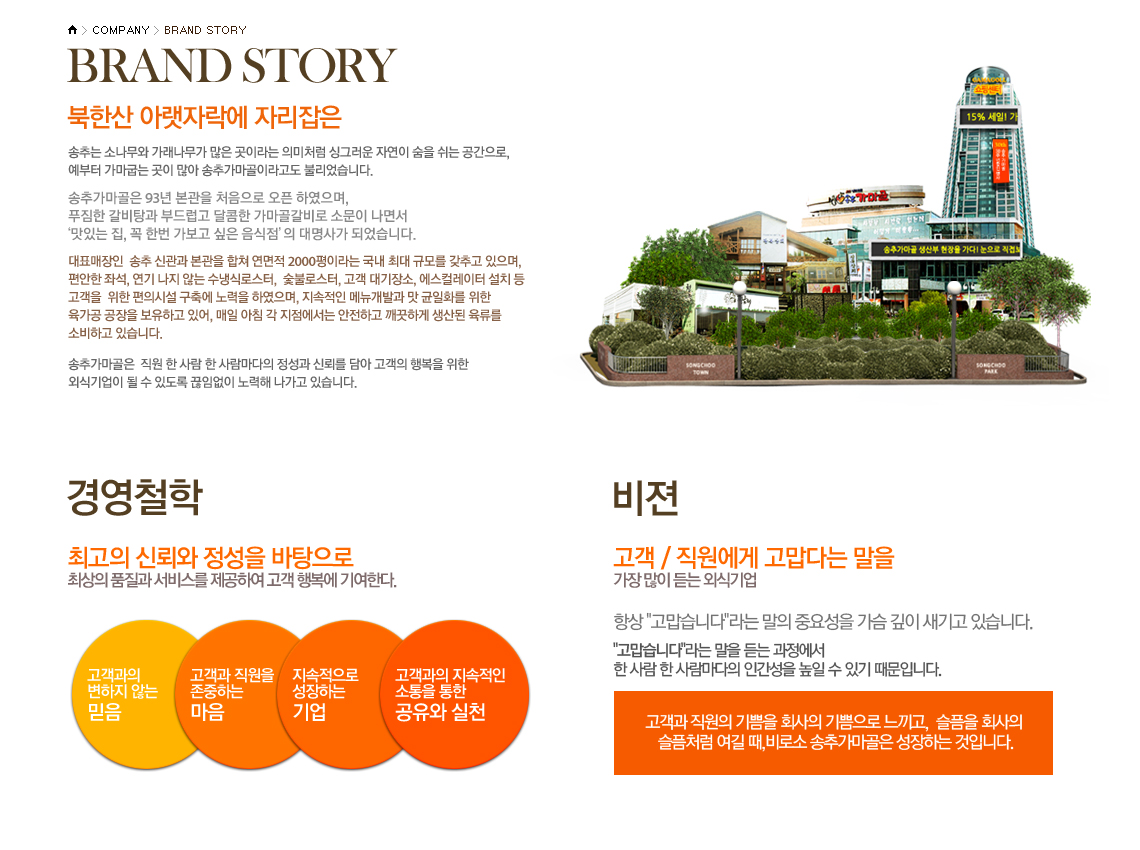 COMPANY > BRAND STORY
BRAND STORY
북한산 아랫자락에 자리잡은
송추는 소나무와 가래나무가 많은 곳이라는 의미처럼 싱그러운 자연이 숨을 쉬는 공간으로,
예부터 가마굽는 곳이 많아 송추가마골이라고도 불리었습니다.
송추가마골은 93년 본관을 처음으로 오픈 하였으며,
푸짐한 갈비탕과 부드럽고 달콤한 가마골갈비로 소문이 나면서
‘맛있는 집, 꼭 한번 가보고 싶은 음식점’ 의 대명사가 되었습니다.
대표매장인 송추 신관과 본관을 합쳐 연면적 2000평이라는 국내 최대 규모를 갖추고 있으며,
편안한 좌석, 연기 나지 않는 수냉식로스터, 숯불로스터, 고객 대기장소, 에스컬레이터 설치 등
고객을 위한 편의시설 구축에 노력을 하였으며, 지속적인 메뉴개발과 맛 균일화를 위한
육가공 공장을 보유하고 있어, 매일 아침 각 지점에서는 안전하고 깨끗하게 생산된 육류를
소비하고 있습니다.
송추가마골은 직원 한 사람 한 사람마다의 정성과 신뢰를 담아 고객의 행복을 위한
외식기업이 될 수 있도록 끊임없이 노력해 나가고 있습니다.
쇼핑센터
15% 세일! 가
송추가마골 생산부 현장을 가다! 눈으로 직접보
SONGCHOO
TOWN
SONGCHOO
PARK
경영철학
최고의 신뢰와 정성을 바탕으로
최상의 품질과 서비스를 제공하여 고객 행복에 기여한다.
고객과의
변하지 않는
믿음
고객과 직원을
존중하는
마음
지속적으로
성장하는
기업
고객과의 지속적인
소통을 통한
공유와 실천
비젼
고객 / 직원에게 고맙다는 말을
가장 많이 듣는 외식기업
항상 "고맙습니다"라는 말의 중요성을 가슴 깊이 새기고 있습니다.
"고맙습니다"라는 말을 듣는 과정에서
한 사람 한 사람마다의 인간성을 높일 수 있기 때문입니다.
고객과 직원의 기쁨을 회사의 기쁨으로 느끼고, 슬픔을 회사의
슬픔처럼 여길 때,비로소 송추가마골은 성장하는 것입니다.